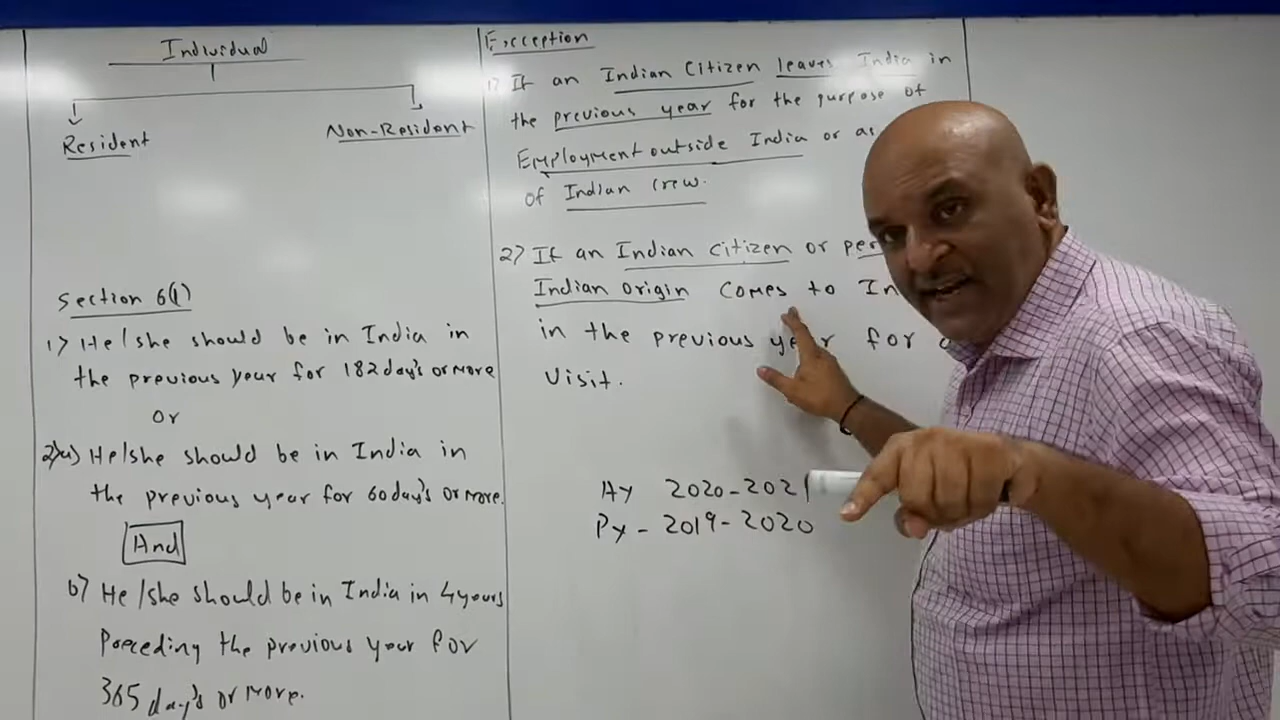 Individual
Resident
Non-Resident
Section 6(1)
1) He/she should be in India in
the previous year for 182 day's or more
Or
2)a) He/she should be in India in
the previous year for 60 day's or more.
And
b) He/she should be in India in 4 years
Preceding the previous year for
365 day's or more.
Exception
1) If an Indian Citizen leaves India in
the previous year for the purpose of
Employment outside India or as
of Indian Crew.
2) If an Indian citizen or per
Indian origin comes to In
in the previous year for a
visit.
AY 2020-2021
PY - 2019-2020